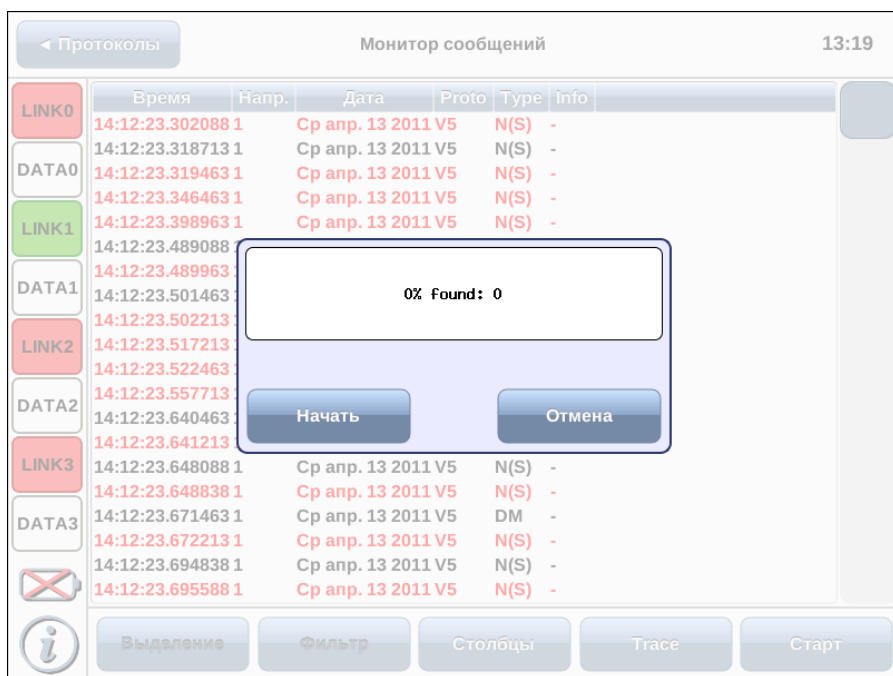 ◄ Протоколы Монитор сообщений 13:19
Время Напр. Дата Proto Type Info
LINK0
DATA0
LINK1
DATA1
LINK2
DATA2
LINK3
DATA3
14:12:23.302088 1 Ср апр. 13 2011 V5 N(S) -
14:12:23.318713 1 Ср апр. 13 2011 V5 N(S) -
14:12:23.319463 1 Ср апр. 13 2011 V5 N(S) -
14:12:23.346463 1 Ср апр. 13 2011 V5 N(S) -
14:12:23.398963 1 Ср апр. 13 2011 V5 N(S) -
14:12:23.489088
14:12:23.489963
14:12:23.501463
14:12:23.502213
14:12:23.517213
14:12:23.522463
14:12:23.557713
14:12:23.640463
14:12:23.641213
0% found: 0
Начать Отмена
14:12:23.648088 1 Ср апр. 13 2011 V5 N(S) -
14:12:23.648838 1 Ср апр. 13 2011 V5 N(S) -
14:12:23.671463 1 Ср апр. 13 2011 V5 DM -
14:12:23.672213 1 Ср апр. 13 2011 V5 N(S) -
14:12:23.694838 1 Ср апр. 13 2011 V5 N(S) -
14:12:23.695588 1 Ср апр. 13 2011 V5 N(S) -
i Выделение Фильтр Столбцы Trace Старт